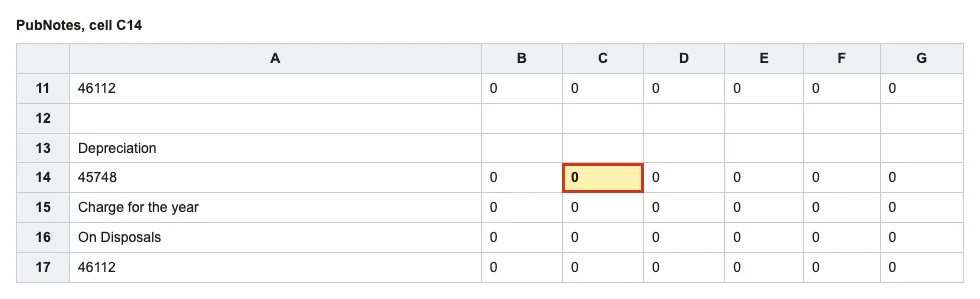 PubNotes, cell C14
A B C D E F G
11 46112 0 0 0 0 0 0
12
13 Depreciation
14 45748 0 0 0 0 0 0
15 Charge for the year 0 0 0 0 0 0
16 On Disposals 0 0 0 0 0 0
17 46112 0 0 0 0 0 0